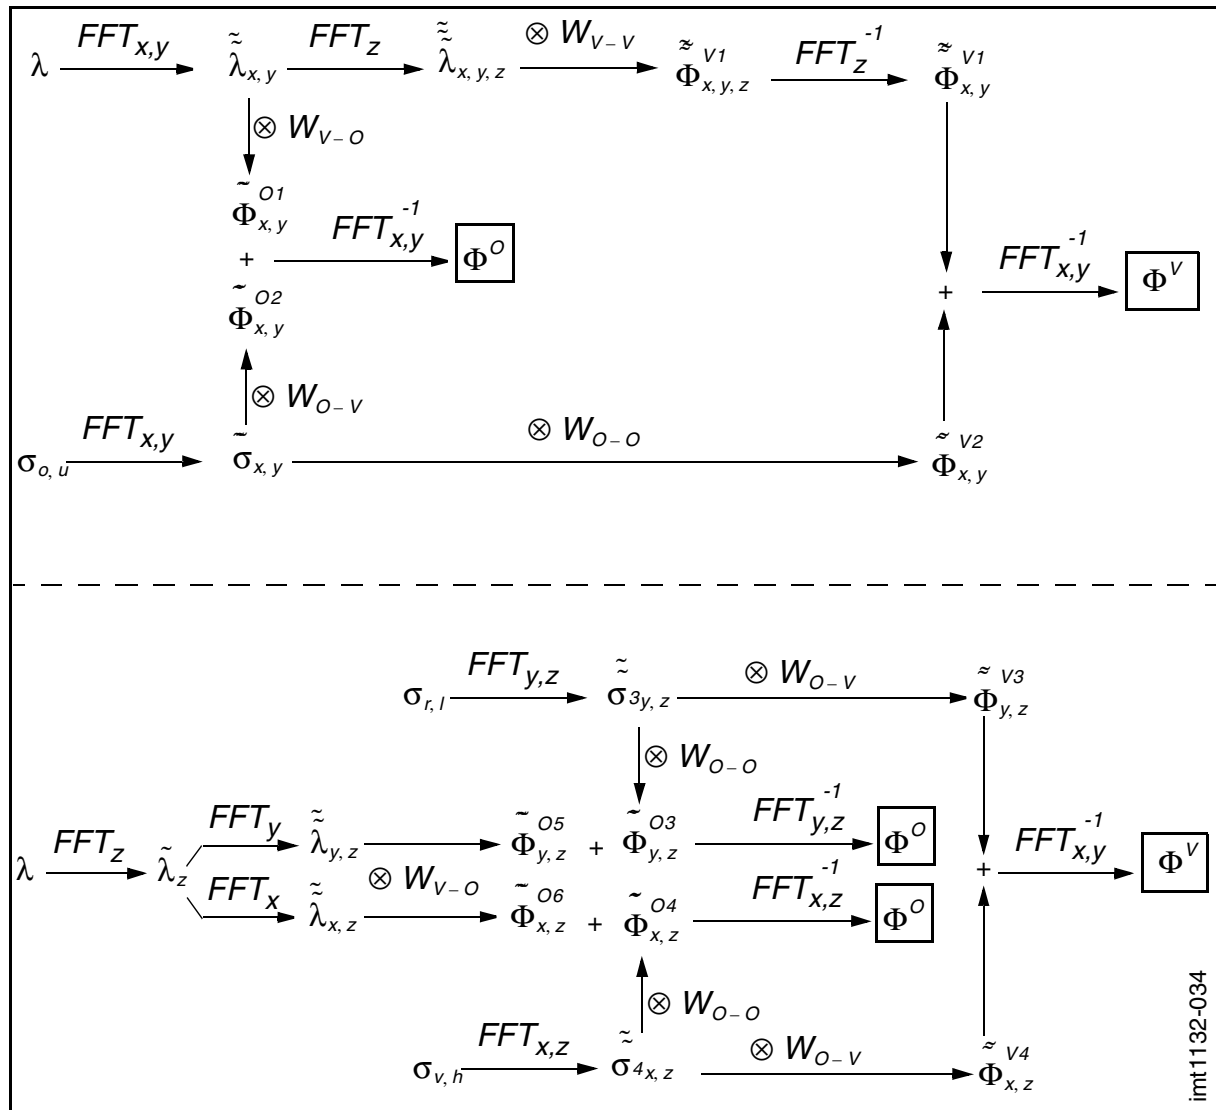 FFT_{x,y} FFT_z ⊗ W_{V–V} FFT_z^{-1}
λ λ̃̃_{x, y} λ̃̃̃_{x, y, z} Φ̃̃^{V1}_{x, y, z} Φ̃̃^{V1}_{x, y}
⊗ W_{V–O}
Φ̃^{O1}_{x, y} FFT_{x,y}^{-1} FFT_{x,y}^{-1}
+ Φ^O + Φ^V
Φ̃^{O2}_{x, y}
⊗ W_{O–V}
FFT_{x,y} ⊗ W_{O–O}
σ_{o, u} σ̃_{x, y} Φ̃̃^{V2}_{x, y}
FFT_{y,z} ⊗ W_{O–V}
σ_{r, l} σ̃̃_{3y, z} Φ̃̃^{V3}_{y, z}
⊗ W_{O–O}
FFT_y λ̃̃_{y, z} Φ̃^{O5}_{y, z} + Φ̃^{O3}_{y, z} FFT_{y,z}^{-1} Φ^O
λ FFT_z λ̃_z ⊗ W_{V–O} + FFT_{x,y}^{-1} Φ^V
FFT_x λ̃̃_{x, z} Φ̃^{O6}_{x, z} + Φ̃^{O4}_{x, z} FFT_{x,z}^{-1} Φ^O
⊗ W_{O–O}
FFT_{x,z} ⊗ W_{O–V}
σ_{v, h} σ̃̃_{4x, z} Φ̃̃^{V4}_{x, z}
imt1132-034